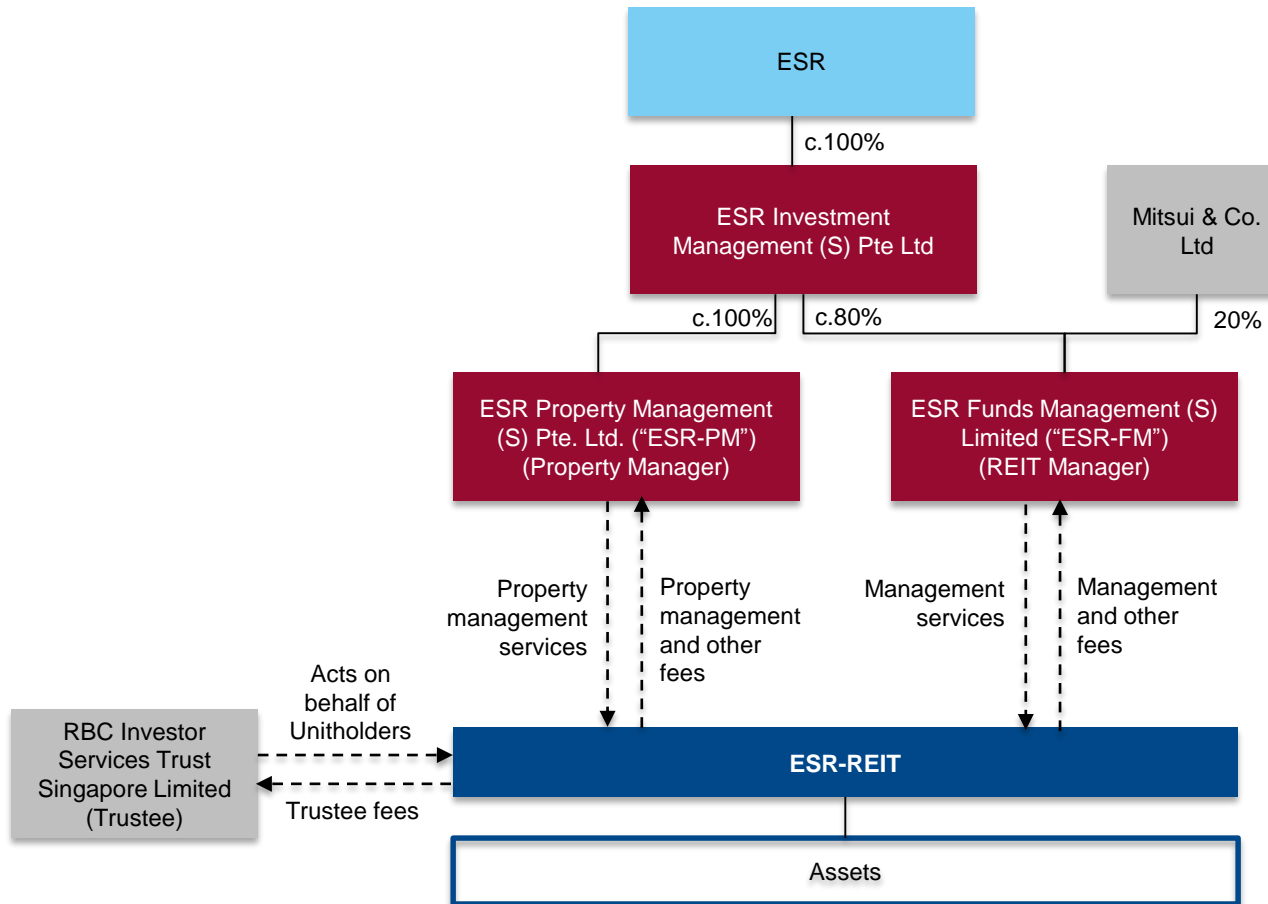 ESR
c.100%
ESR Investment
Management (S) Pte Ltd
Mitsui & Co.
Ltd
c.100%
c.80%
20%
ESR Property Management
(S) Pte. Ltd. (“ESR-PM”)
(Property Manager)
ESR Funds Management (S)
Limited (“ESR-FM”)
(REIT Manager)
Property
management
services
Property
management
and other
fees
Management
services
Management
and other
fees
Acts on
behalf of
Unitholders
RBC Investor
Services Trust
Singapore Limited
(Trustee)
Trustee fees
ESR-REIT
Assets